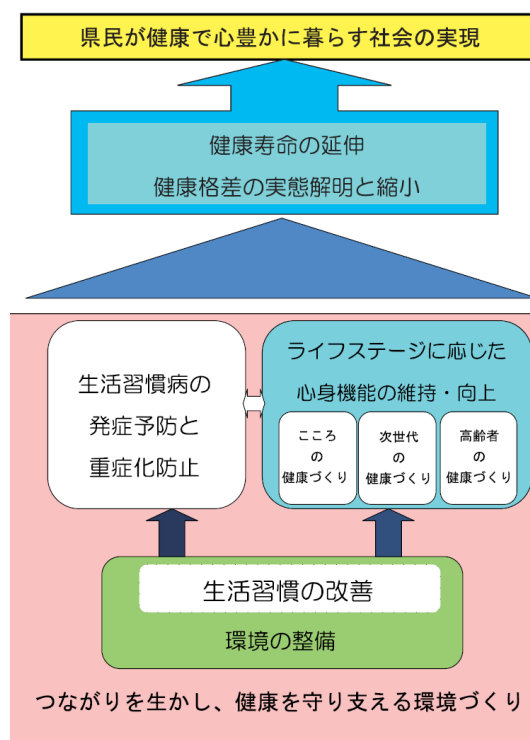 県民が健康で心豊かに暮らす社会の実現
健康寿命の延伸
健康格差の実態解明と縮小
生活習慣病の
発症予防と
重症化防止
ライフステージに応じた
心身機能の維持・向上
こころ
の
健康づくり
次世代
の
健康づくり
高齢者
の
健康づくり
生活習慣の改善
環境の整備
つながりを生かし、健康を守り支える環境づくり